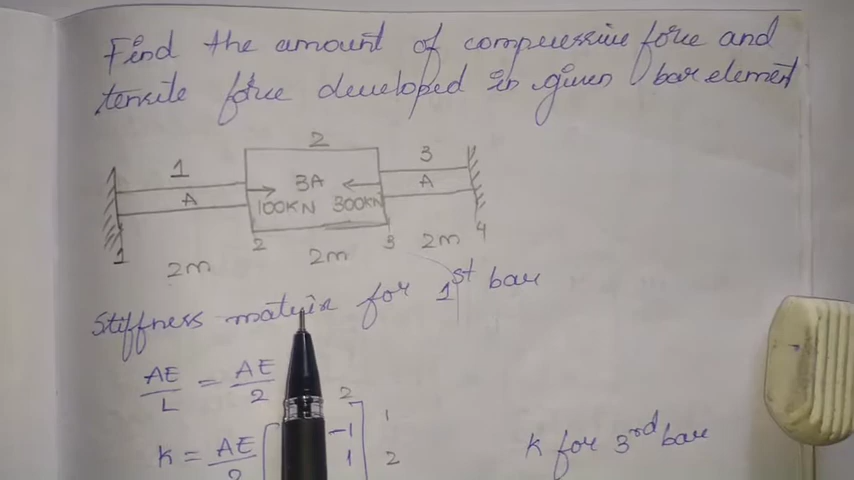 Find the amount of compressive force and
tensile force developed in given bar element
1 2 3
A 3A A
100KN 300KN
1 2 3 4
2m 2m 2m
Stiffness matrix for 1st bar
AE/L = AE/2
2
K = AE/2 [ -1 ] 1
1 2
K for 3rd bar